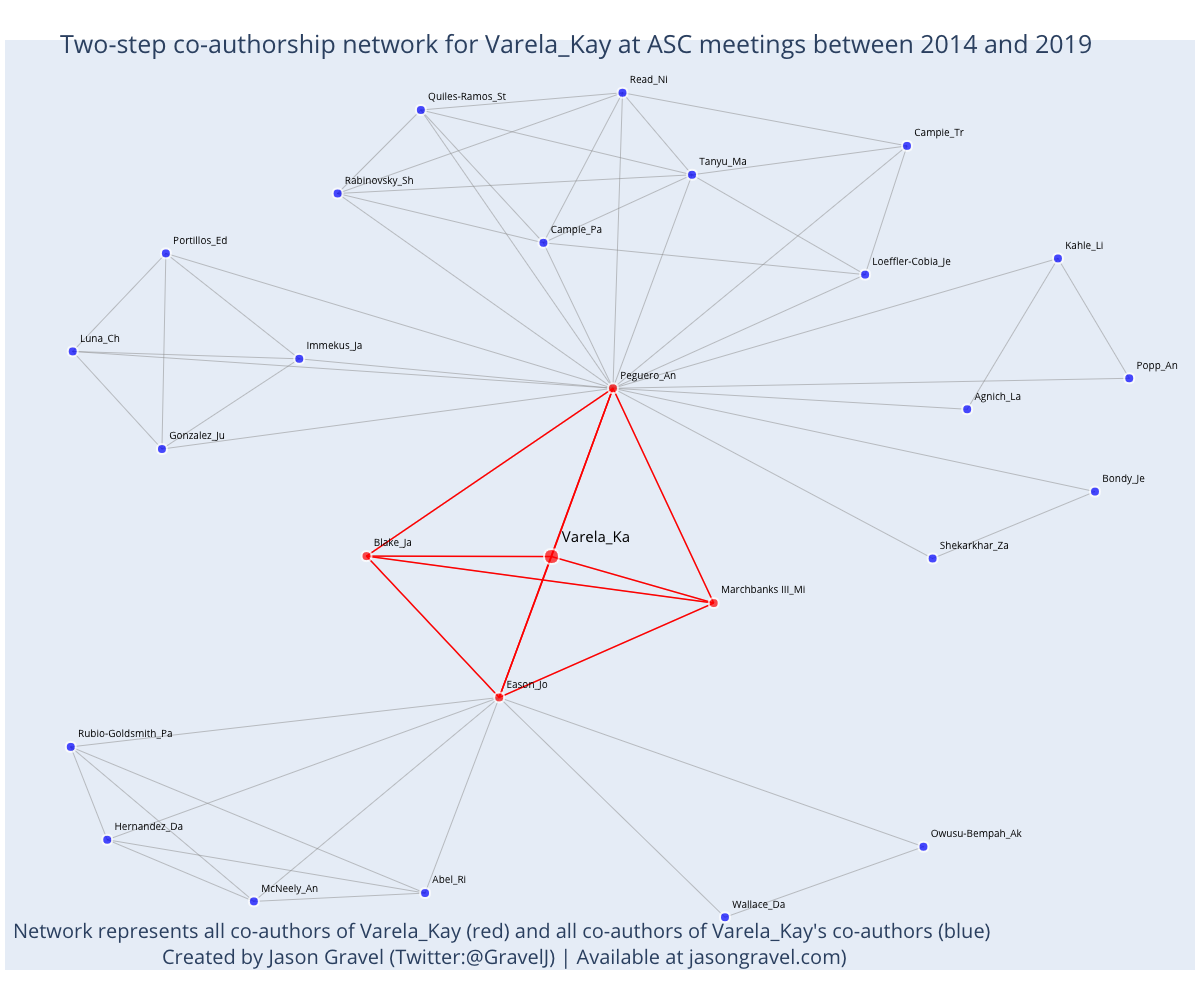 Two-step co-authorship network for Varela_Kay at ASC meetings between 2014 and 2019
Read_Ni
Quiles-Ramos_St
Campie_Tr
Tanyu_Ma
Rabinovsky_Sh
Campie_Pa
Portillos_Ed
Kahle_Li
Loeffler-Cobia_Je
Luna_Ch
Immekus_Ja
Popp_An
Peguero_An
Agnich_La
Gonzalez_Ju
Bondy_Je
Varela_Ka
Blake_Ja
Shekarkhar_Za
Marchbanks III_Mi
Eason_Jo
Rubio-Goldsmith_Pa
Hernandez_Da
Owusu-Bempah_Ak
Abel_Ri
McNeely_An
Wallace_Da
Network represents all co-authors of Varela_Kay (red) and all co-authors of Varela_Kay's co-authors (blue)
Created by Jason Gravel (Twitter:@GravelJ) | Available at jasongravel.com)